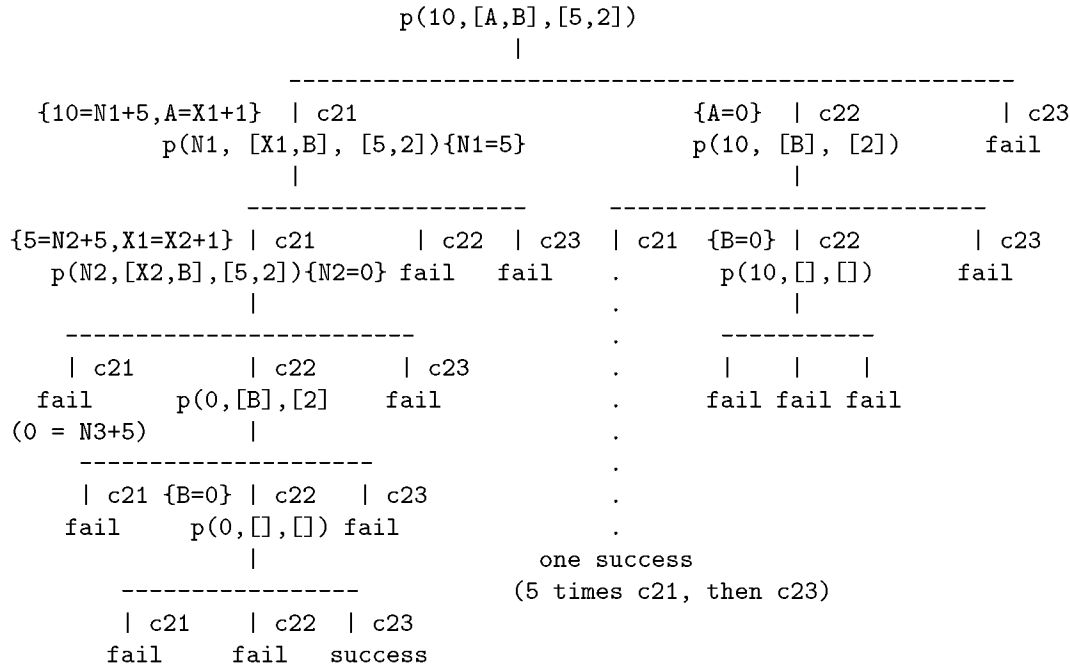 p(10,[A,B],[5,2])
|
----------------------------------------------------
{10=N1+5,A=X1+1} | c21 {A=0} | c22 | c23
p(N1, [X1,B], [5,2]){N1=5} p(10, [B], [2]) fail
| |
-------------------- ---------------------------
{5=N2+5,X1=X2+1} | c21 | c22 | c23 | c21 {B=0} | c22 | c23
p(N2,[X2,B],[5,2]){N2=0} fail fail . p(10,[],[]) fail
| . |
------------------------- . -----------
| c21 | c22 | c23 . | | |
fail p(0,[B],[2] fail . fail fail fail
(0 = N3+5) | .
--------------------- .
| c21 {B=0} | c22 | c23 .
fail p(0,[],[]) fail .
| one success
----------------- (5 times c21, then c23)
| c21 | c22 | c23
fail fail success